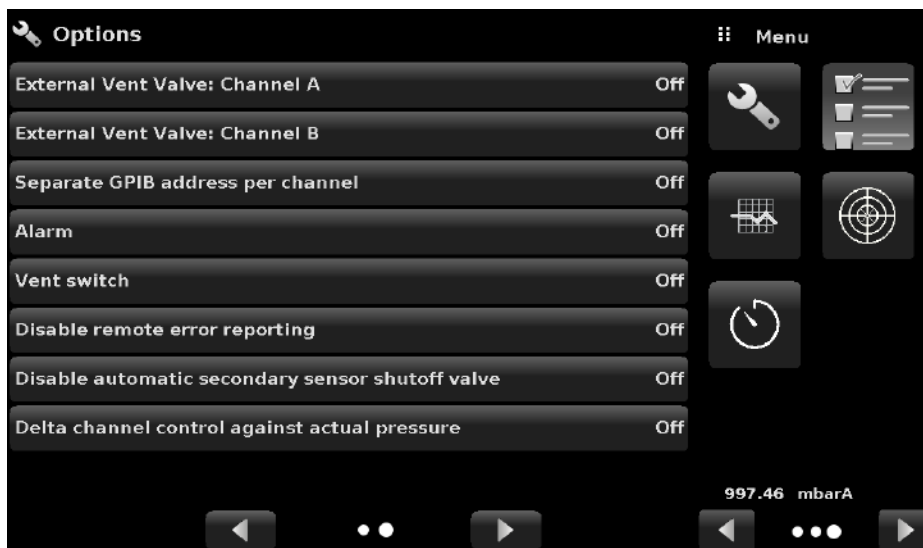 Options
External Vent Valve: Channel A Off
External Vent Valve: Channel B Off
Separate GPIB address per channel Off
Alarm Off
Vent switch Off
Disable remote error reporting Off
Disable automatic secondary sensor shutoff valve Off
Delta channel control against actual pressure Off
Menu
997.46 mbarA